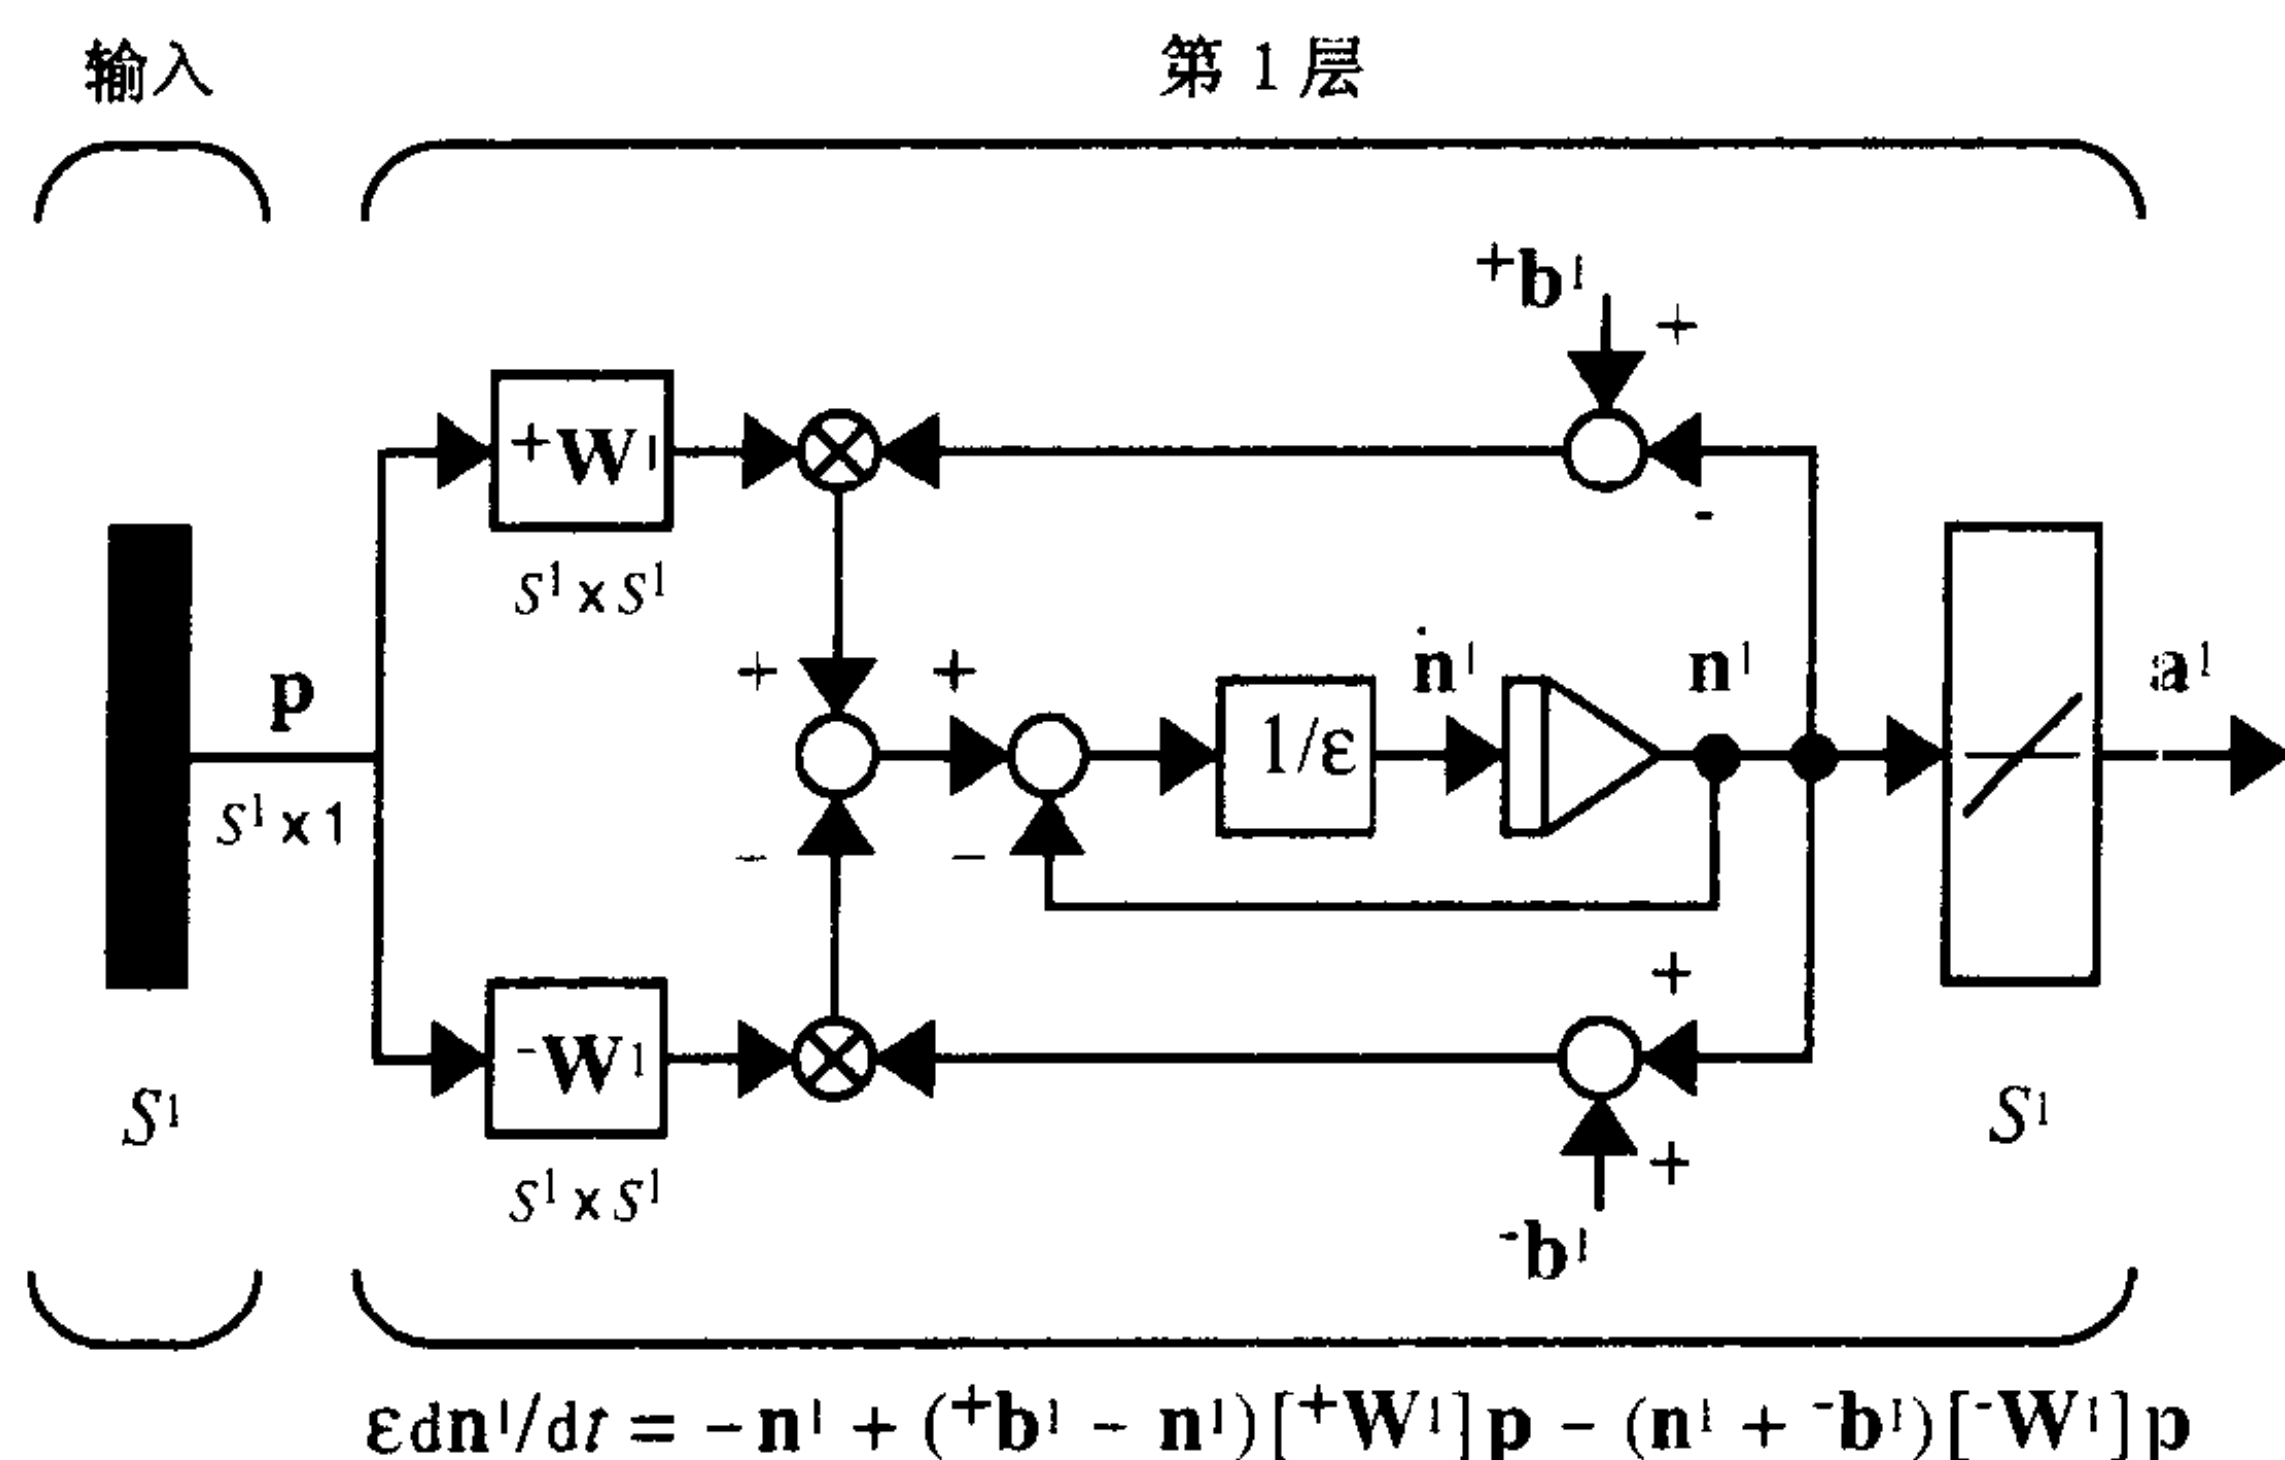 输入
第 1 层
⁺b¹
+
⁺W¹
-
S¹ × S¹
p
+
+
ṅ¹
n¹
a¹
1/ε
S¹ × 1
−
−
+
⁻W¹
S¹
S¹
+
S¹ × S¹
⁻b¹
εdn¹/dt = −n¹ + (⁺b¹ − n¹)[⁺W¹]p − (n¹ + ⁻b¹)[⁻W¹]p